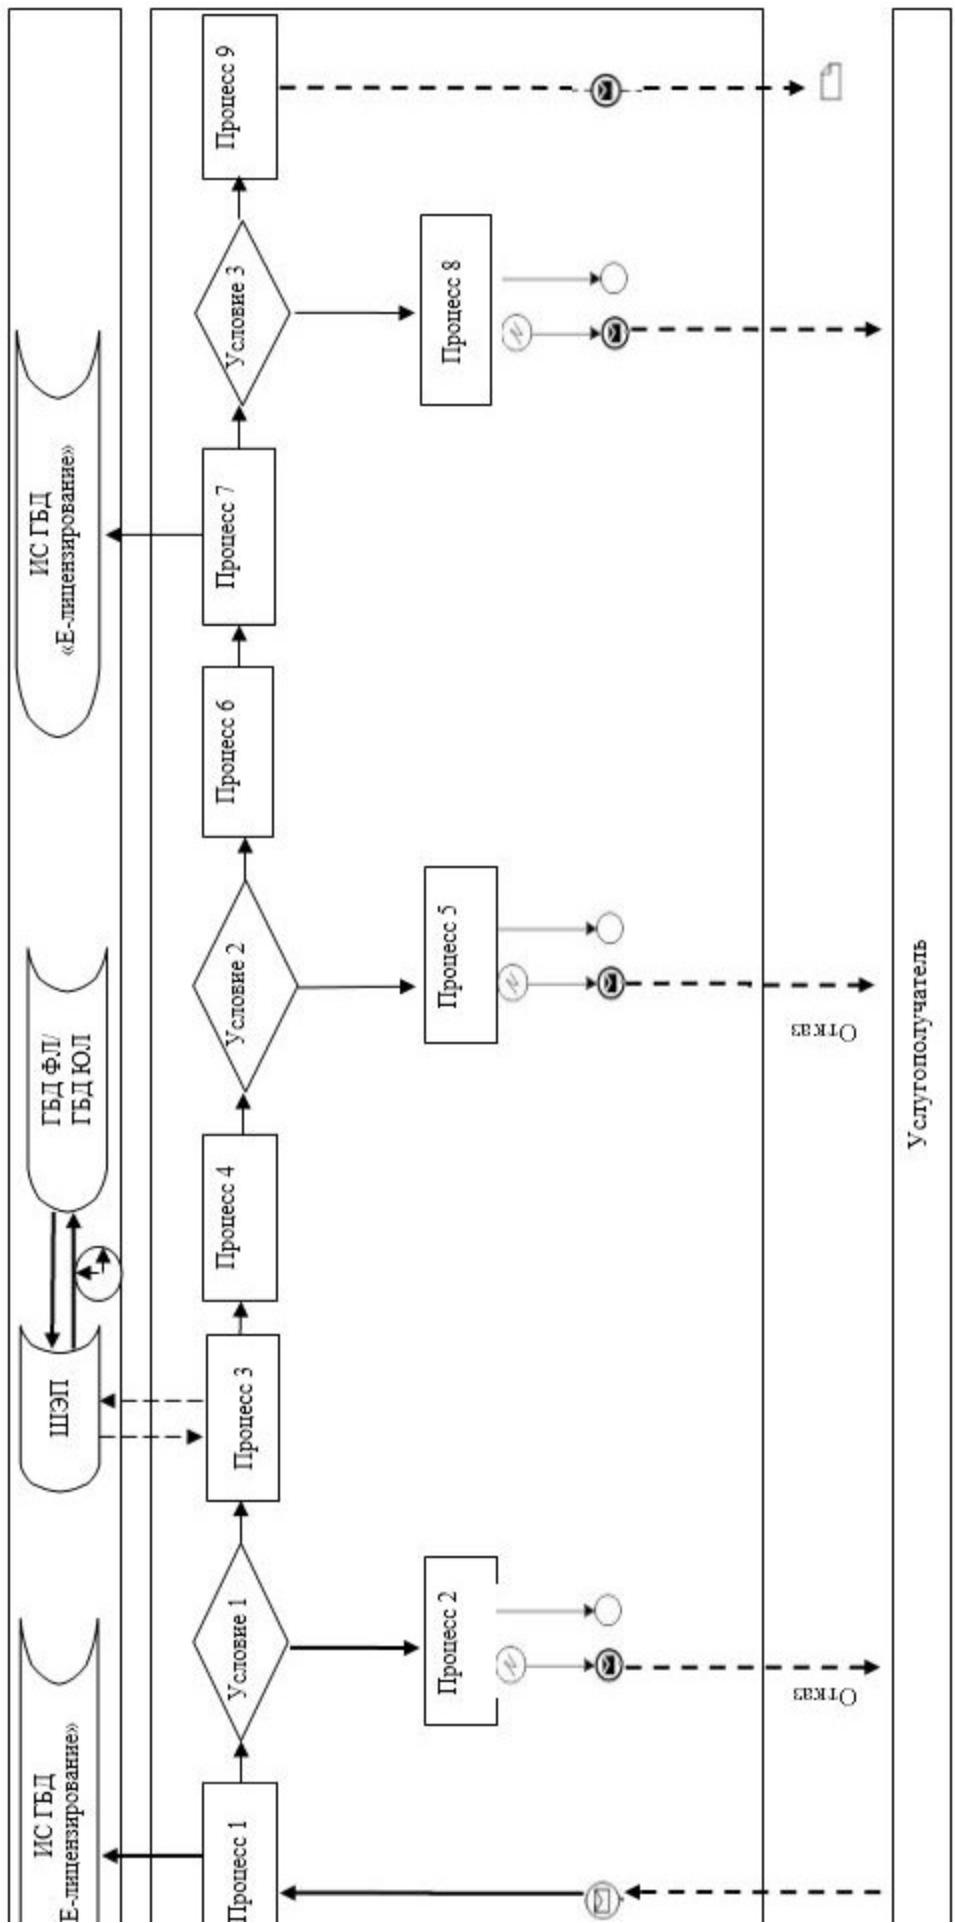 ИС ГБД
Е-лицензирование»
ШЭП
ГБД ФЛ/
ГБД ЮЛ
ИС ГБД
«Е-лицензирование»
Процесс 1
Условие 1
Процесс 3
Процесс 4
Условие 2
Процесс 6
Процесс 7
Условие 3
Процесс 9
Процесс 2
Процесс 5
Процесс 8
Отказ
Отказ
Услугополучатель